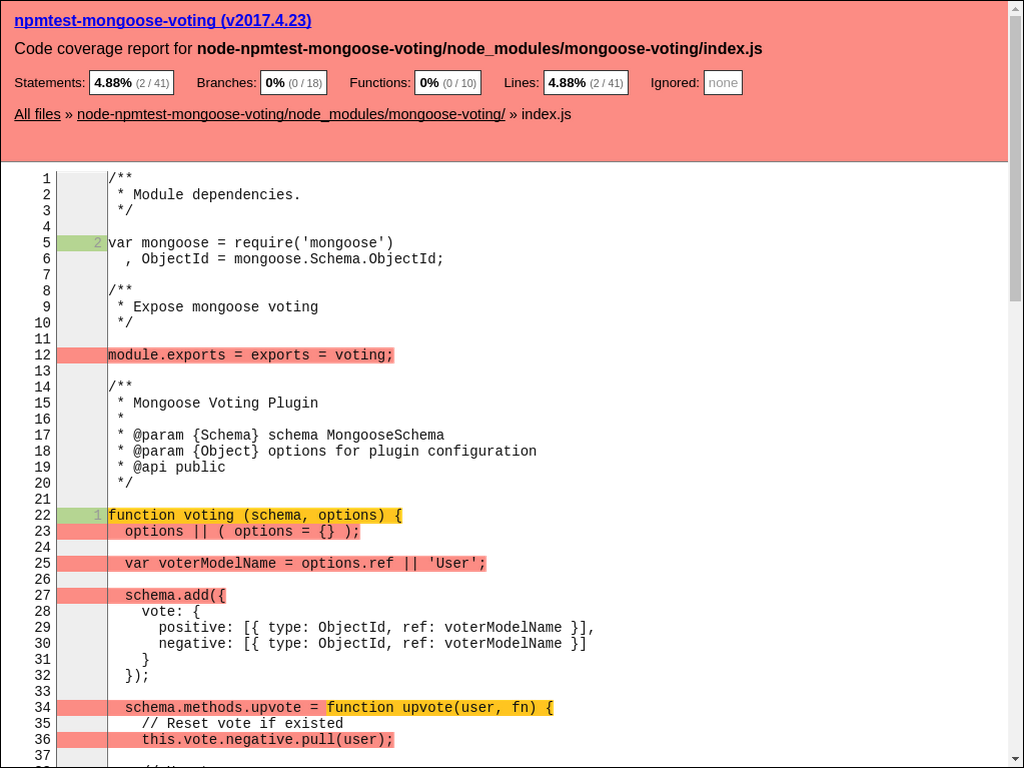 npmtest-mongoose-voting (v2017.4.23)
Code coverage report for node-npmtest-mongoose-voting/node_modules/mongoose-voting/index.js
Statements: 4.88% (2 / 41) Branches: 0% (0 / 18) Functions: 0% (0 / 10) Lines: 4.88% (2 / 41) Ignored: none
All files » node-npmtest-mongoose-voting/node_modules/mongoose-voting/ » index.js
1 /**
2  * Module dependencies.
3  */
4
5 2 var mongoose = require('mongoose')
6   , ObjectId = mongoose.Schema.ObjectId;
7
8 /**
9  * Expose mongoose voting
10  */
11
12 module.exports = exports = voting;
13
14 /**
15  * Mongoose Voting Plugin
16  *
17  * @param {Schema} schema MongooseSchema
18  * @param {Object} options for plugin configuration
19  * @api public
20  */
21
22 1 function voting (schema, options) {
23   options || ( options = {} );
24
25   var voterModelName = options.ref || 'User';
26
27   schema.add({
28     vote: {
29       positive: [{ type: ObjectId, ref: voterModelName }],
30       negative: [{ type: ObjectId, ref: voterModelName }]
31     }
32   });
33
34   schema.methods.upvote = function upvote(user, fn) {
35     // Reset vote if existed
36     this.vote.negative.pull(user);
37